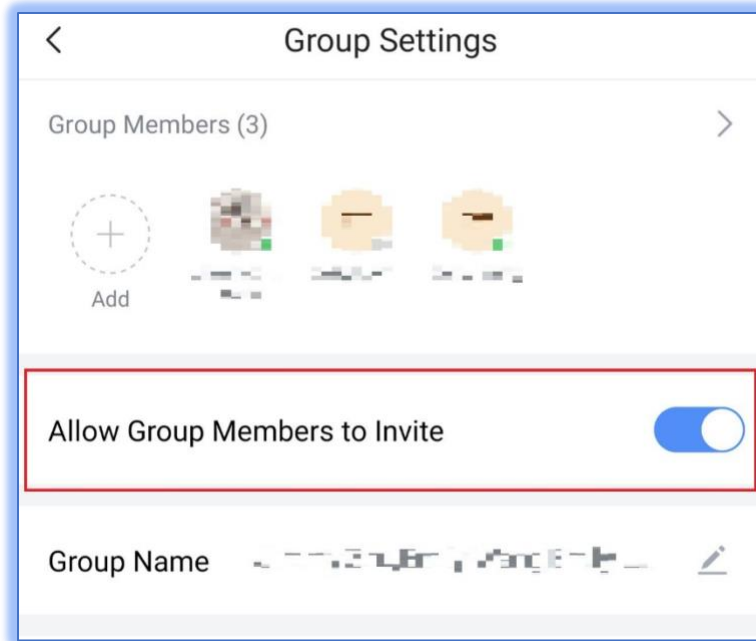 Group Settings
Group Members (3)
Add
Allow Group Members to Invite
Group Name